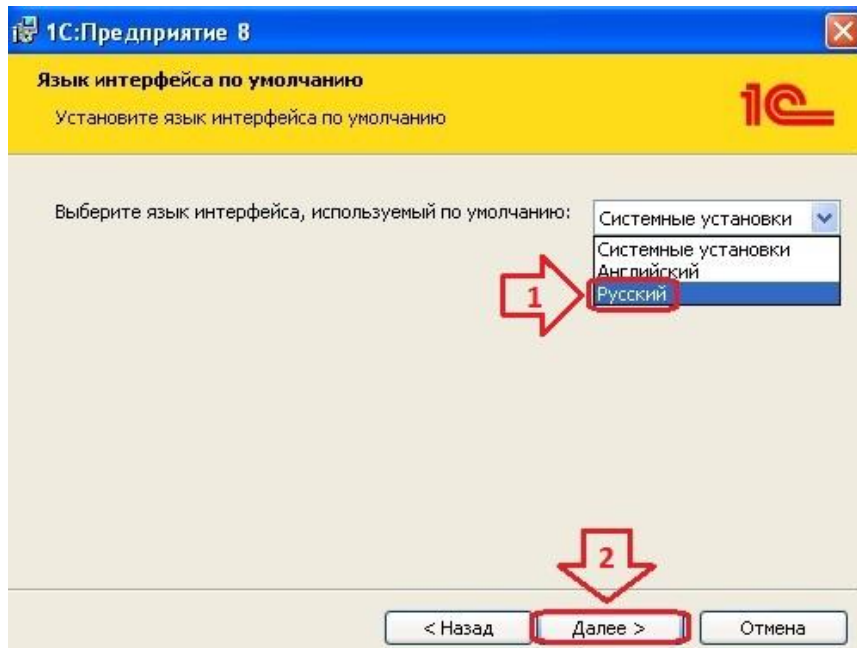 1С:Предприятие 8
Язык интерфейса по умолчанию
Установите язык интерфейса по умолчанию
1С
Выберите язык интерфейса, используемый по умолчанию: Системные установки
Системные установки
Английский
1 Русский
2
< Назад Далее > Отмена